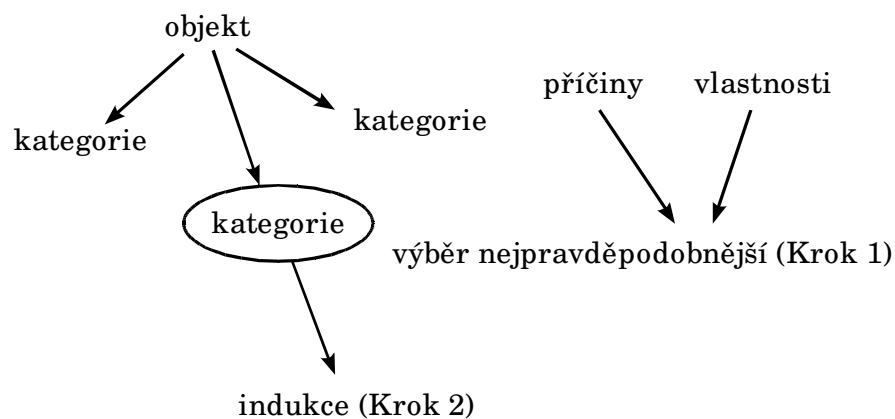 objekt
příčiny vlastnosti
kategorie
kategorie
kategorie
výběr nejpravděpodobnější (Krok 1)
indukce (Krok 2)